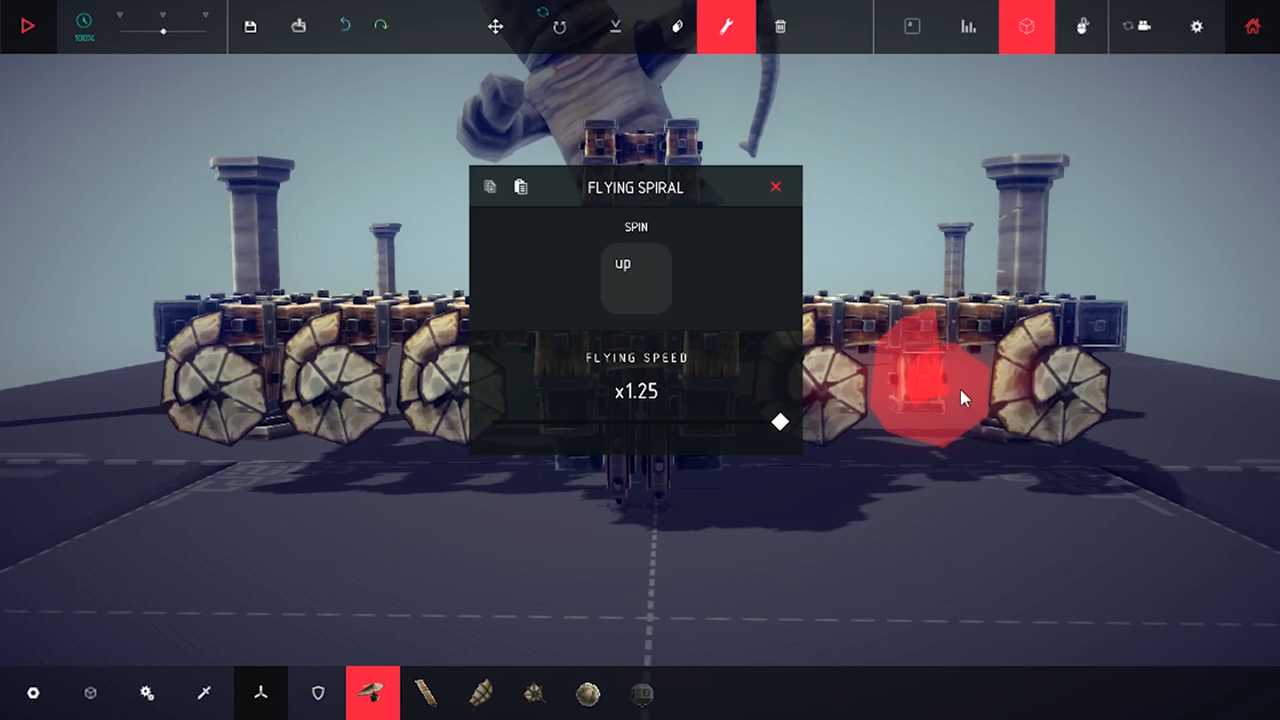 100%
FLYING SPIRAL
SPIN
up
FLYING SPEED
x1.25